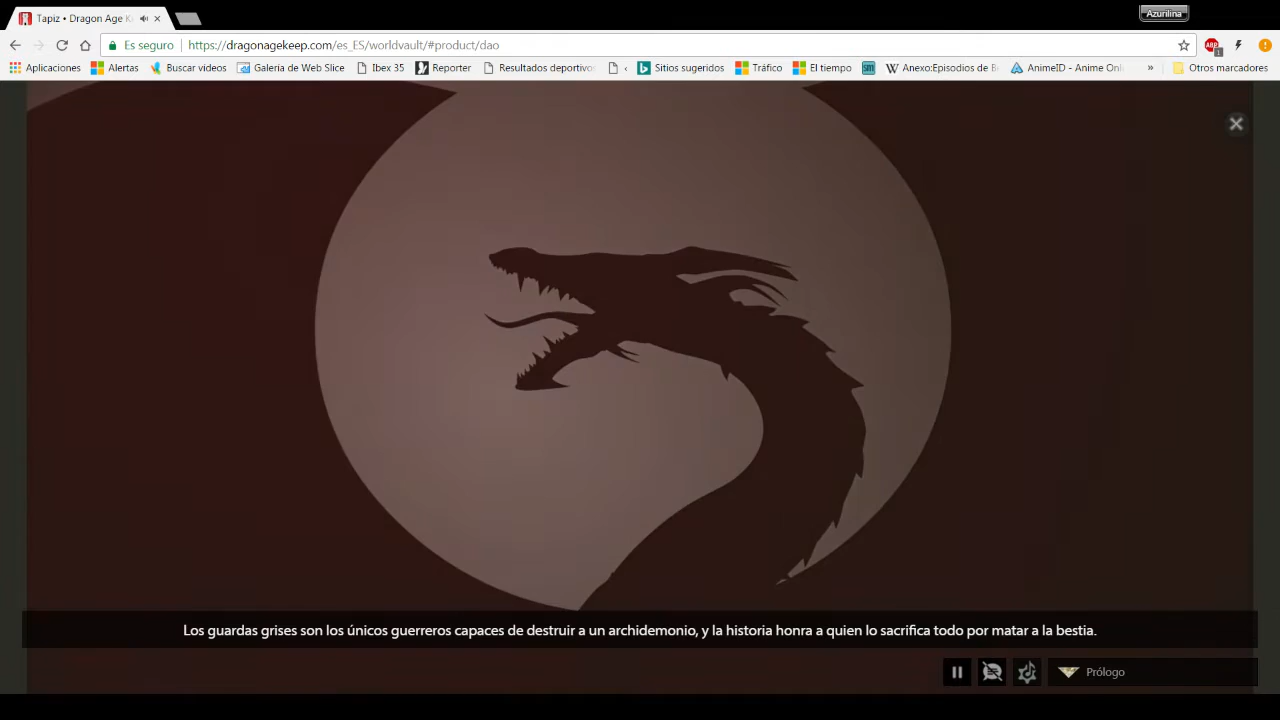 Azurilina
Tapiz • Dragon Age K
Es seguro
https://dragonagekeep.com/es_ES/worldvault/#product/dao
ABP
1
Aplicaciones
Alertas
Buscar videos
Galería de Web Slice
Ibex 35
Reporter
Resultados deportivo
Sitios sugeridos
Tráfico
El tiempo
Anexo:Episodios de B
AnimeID - Anime Onl
»
Otros marcadores
Los guardas grises son los únicos guerreros capaces de destruir a un archidemonio, y la historia honra a quien lo sacrifica todo por matar a la bestia.
Prólogo